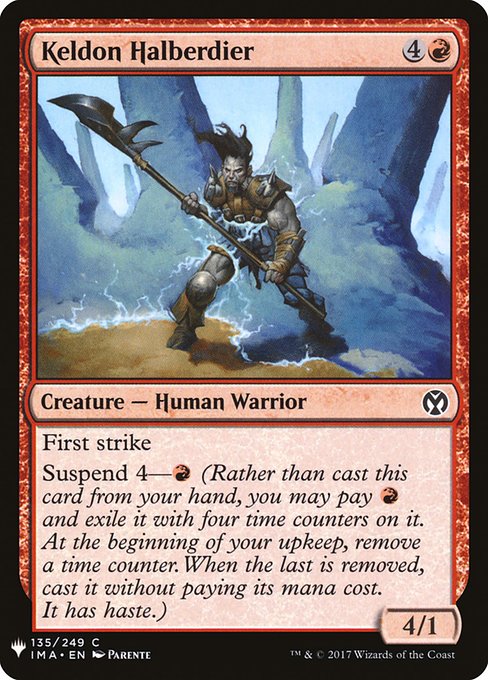 Keldon Halberdier 4
Creature — Human Warrior
First strike
Suspend 4— (Rather than cast this
card from your hand, you may pay
and exile it with four time counters on it.
At the beginning of your upkeep, remove
a time counter. When the last is removed,
cast it without paying its mana cost.
It has haste.)
4/1
135/249 C
IMA • EN Parente
™ & © 2017 Wizards of the Coast